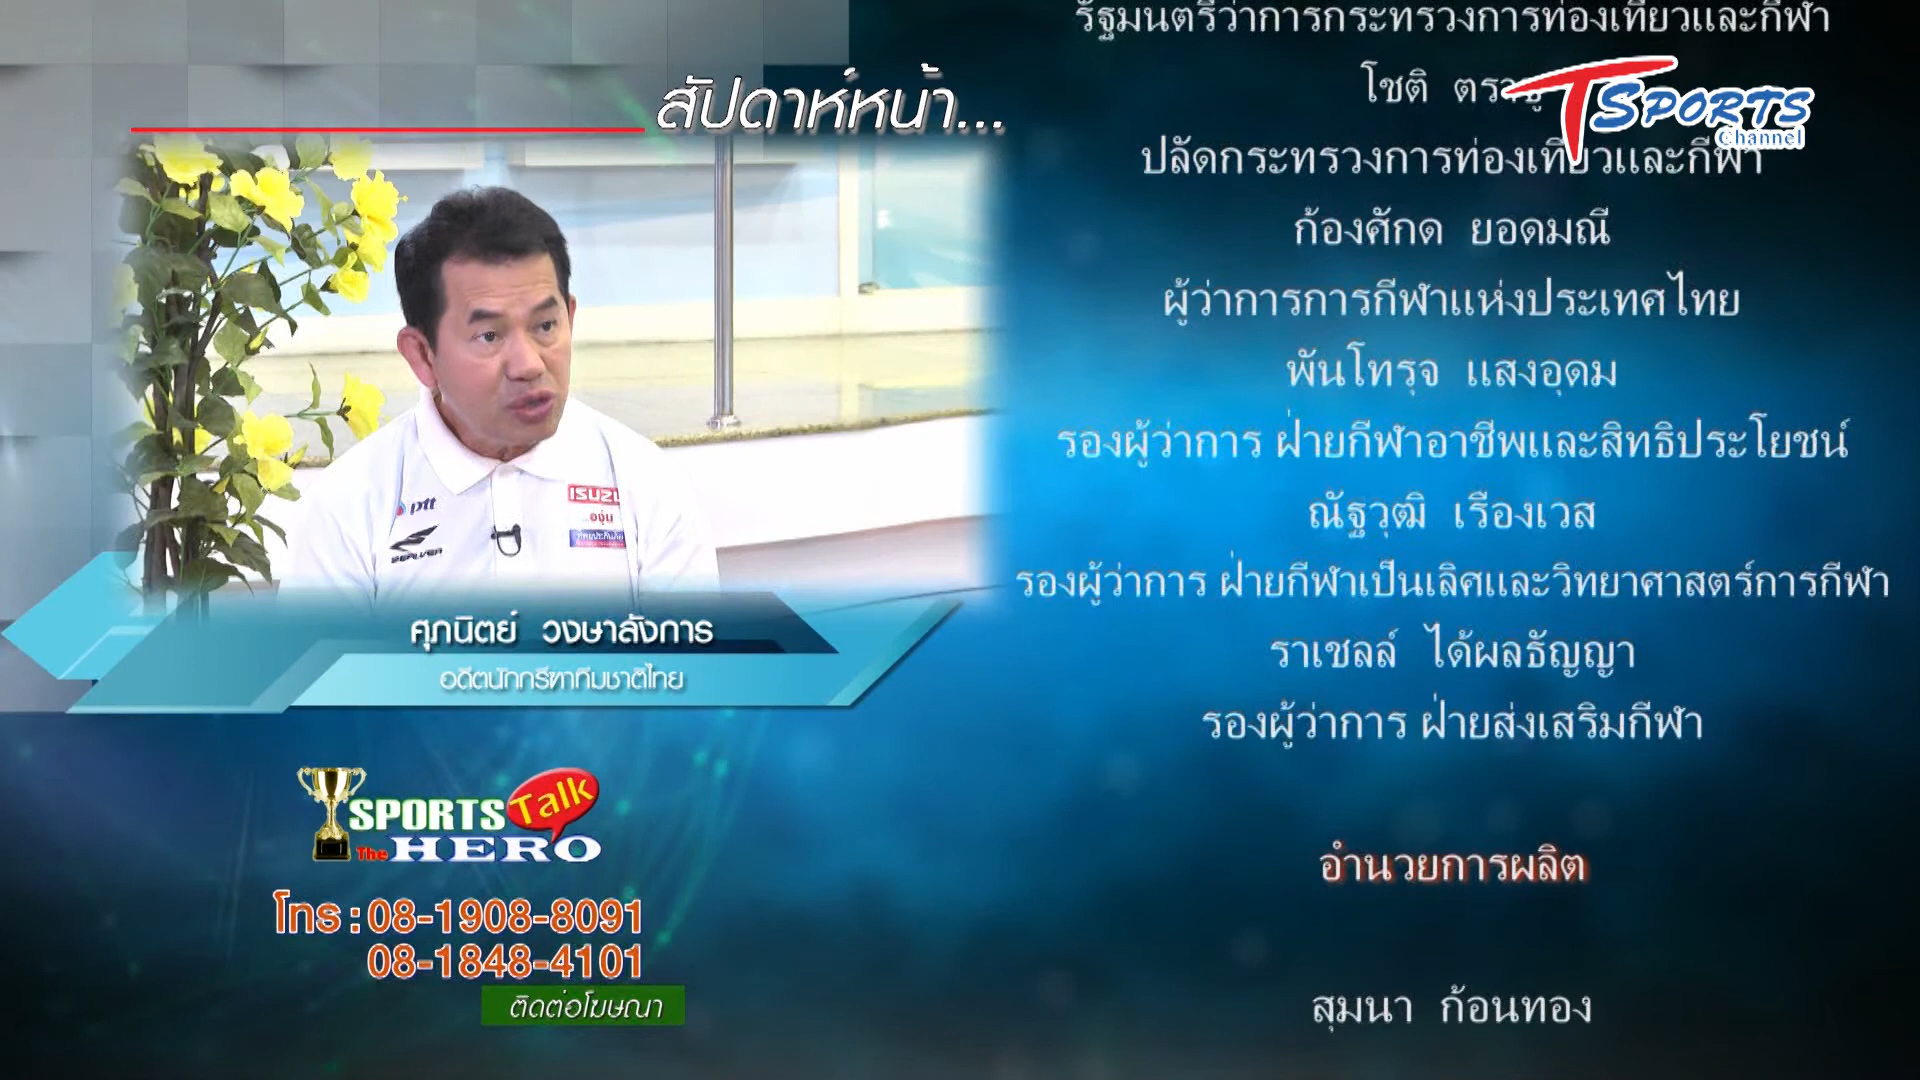 สัปดาห์หน้า...
ptt
ISUZU
องุ่น
ศุภนิตย์ วงษาลังการ
อดีตนักกรีฑาทีมชาติไทย
SPORTS Talk
The HERO
โทร : 08-1908-8091
08-1848-4101
ติดต่อโฆษณา
T SPORTS
Channel
รัฐมนตรีว่าการกระทรวงการท่องเที่ยวและกีฬา
โชติ
ปลัดกระทรวงการท่องเที่ยวและกีฬา
ก้องศักด ยอดมณี
ผู้ว่าการการกีฬาแห่งประเทศไทย
พันโทรุจ แสงอุดม
รองผู้ว่าการ ฝ่ายกีฬาอาชีพและสิทธิประโยชน์
ณัฐวุฒิ เรืองเวส
รองผู้ว่าการ ฝ่ายกีฬาเป็นเลิศและวิทยาศาสตร์การกีฬา
ราเชลล์ ได้ผลธัญญา
รองผู้ว่าการ ฝ่ายส่งเสริมกีฬา
อำนวยการผลิต
สุมนา ก้อนทอง